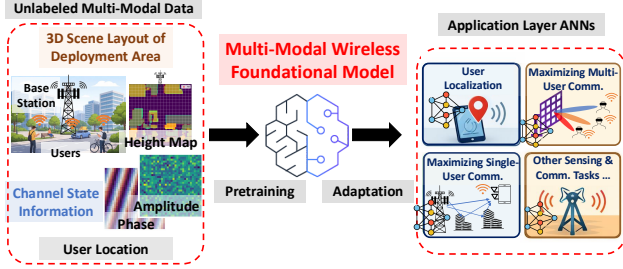 Unlabeled Multi-Modal Data
3D Scene Layout of
Deployment Area
Base
Station
Users
Height Map
Channel State
Information
Amplitude
Phase
User Location
Multi-Modal Wireless
Foundational Model
Pretraining
Adaptation
Application Layer ANNs
User
Localization
Maximizing Multi-
User Comm.
Maximizing Single-
User Comm.
Other Sensing &
Comm. Tasks ...